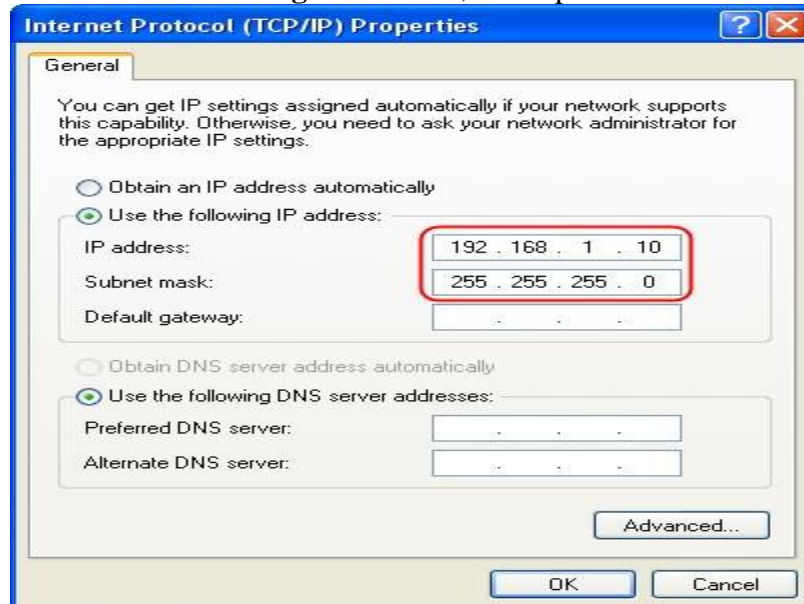 Internet Protocol (TCP/IP) Properties
General
You can get IP settings assigned automatically if your network supports
this capability. Otherwise, you need to ask your network administrator for
the appropriate IP settings.
Obtain an IP address automatically
Use the following IP address:
IP address: 192 . 168 . 1 . 10
Subnet mask: 255 . 255 . 255 . 0
Default gateway: . . .
Obtain DNS server address automatically
Use the following DNS server addresses:
Preferred DNS server: . . .
Alternate DNS server: . . .
Advanced...
OK Cancel